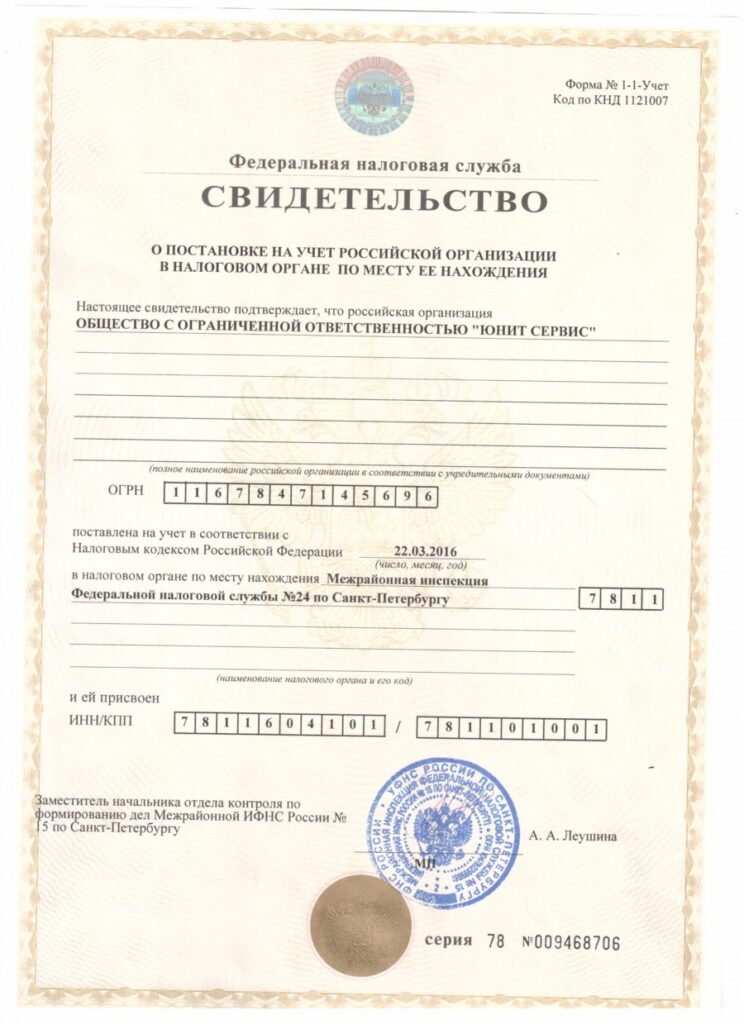 Форма № 1-1-Учет
Код по КНД 1121007
Федеральная налоговая служба
СВИДЕТЕЛЬСТВО
О ПОСТАНОВКЕ НА УЧЕТ РОССИЙСКОЙ ОРГАНИЗАЦИИ
В НАЛОГОВОМ ОРГАНЕ ПО МЕСТУ ЕЕ НАХОЖДЕНИЯ
Настоящее свидетельство подтверждает, что российская организация
ОБЩЕСТВО С ОГРАНИЧЕННОЙ ОТВЕТСТВЕННОСТЬЮ "ЮНИТ СЕРВИС"
(полное наименование российской организации в соответствии с учредительными документами)
ОГРН 1 1 6 7 8 4 7 1 4 5 6 9 6
поставлена на учет в соответствии с
Налоговым кодексом Российской Федерации 22.03.2016
(число, месяц, год)
в налоговом органе по месту нахождения Межрайонная инспекция
Федеральной налоговой службы №24 по Санкт-Петербургу 7 8 1 1
(наименование налогового органа и его код)
и ей присвоен
ИНН/КПП 7 8 1 1 6 0 4 1 0 1 / 7 8 1 1 0 1 0 0 1
Заместитель начальника отдела контроля по
формированию дел Межрайонной ИФНС России №
15 по Санкт-Петербургу
А. А. Леушина
УФНС РОССИИ ПО САНКТ-ПЕТЕРБУРГУ
МЕЖРАЙОННАЯ ИНСПЕКЦИЯ ФЕДЕРАЛЬНОЙ НАЛОГОВОЙ СЛУЖБЫ № 15
МП
серия 78 №009468706